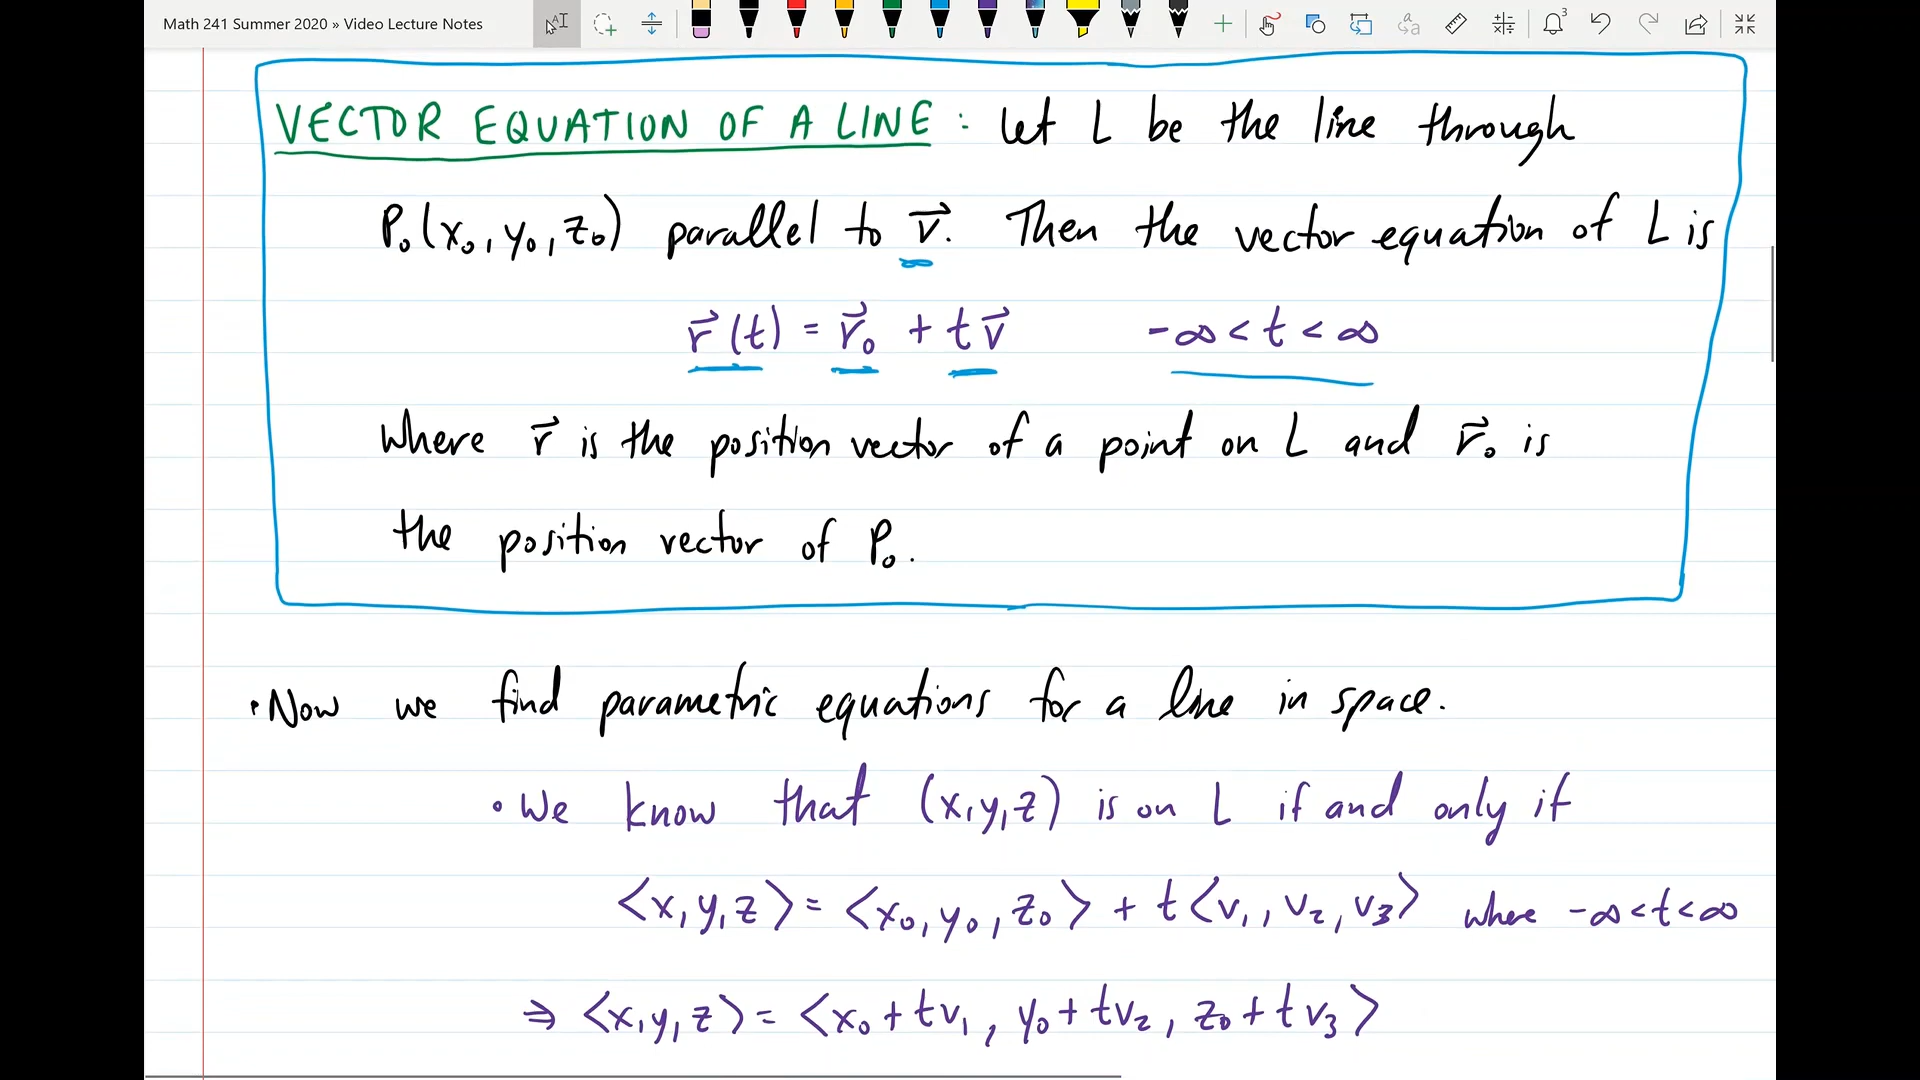 Math 241 Summer 2020 » Video Lecture Notes
3
VECTOR EQUATION OF A LINE: Let L be the line through
P₀(x₀, y₀, z₀) parallel to v⃗. Then the vector equation of L is
r⃗(t) = r⃗₀ + t v⃗ -∞ < t < ∞
where r⃗ is the position vector of a point on L and r⃗₀ is
the position vector of P₀.
• Now we find parametric equations for a line in space.
• We know that (x,y,z) is on L if and only if
<x,y,z> = <x₀, y₀, z₀> + t<v₁, v₂, v₃> where -∞<t<∞
⇒ <x,y,z> = <x₀ + tv₁, y₀ + tv₂, z₀ + tv₃>